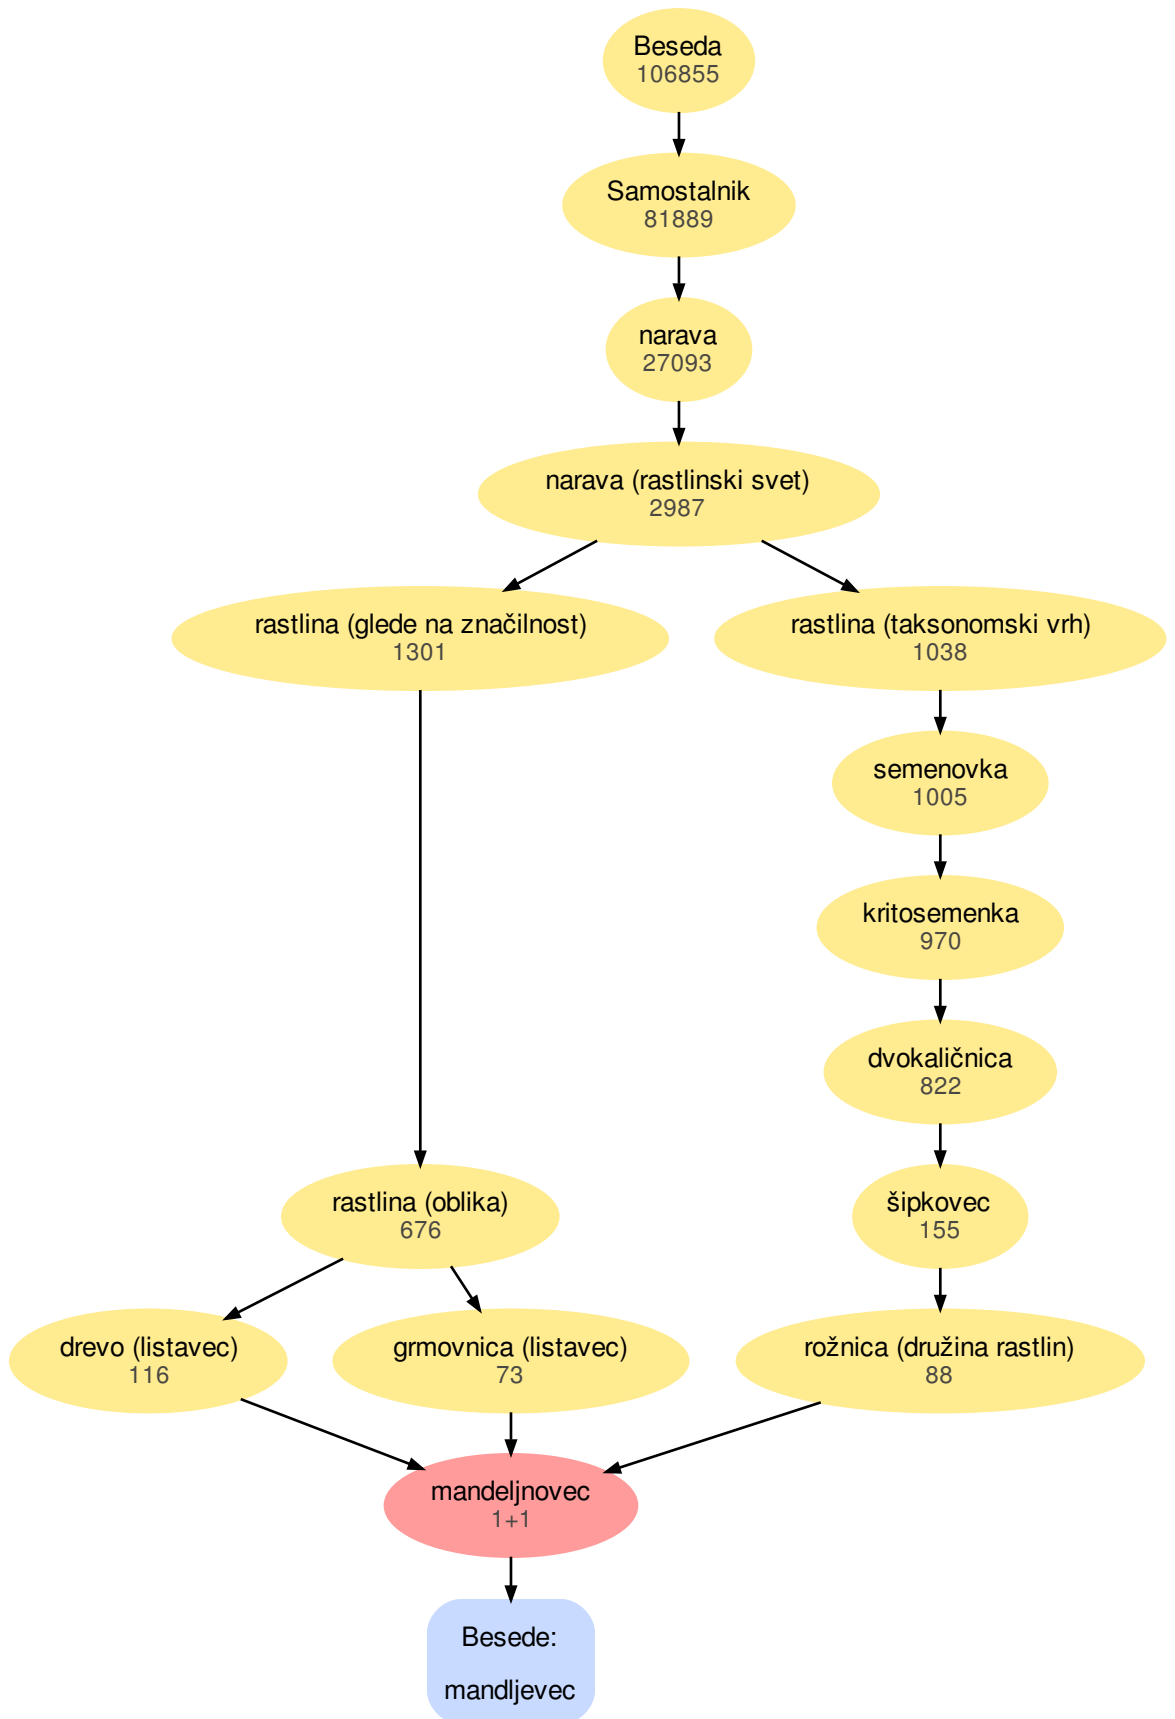 Beseda
106855
Samostalnik
81889
narava
27093
narava (rastlinski svet)
2987
rastlina (glede na značilnost)
1301
rastlina (taksonomski vrh)
1038
semenovka
1005
kritosemenka
970
dvokaličnica
822
rastlina (oblika)
676
šipkovec
155
drevo (listavec)
116
grmovnica (listavec)
73
rožnica (družina rastlin)
88
mandeljnovec
1+1
Besede:
mandljevec